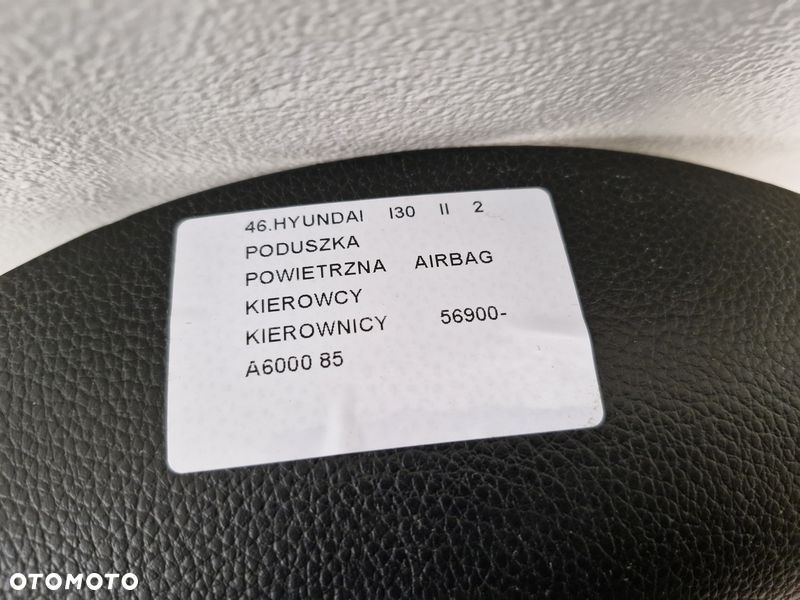 46.HYUNDAI I30 II 2
PODUSZKA
POWIETRZNA AIRBAG
KIEROWCY
KIEROWNICY 56900-
A6000 85
OTOMOTO